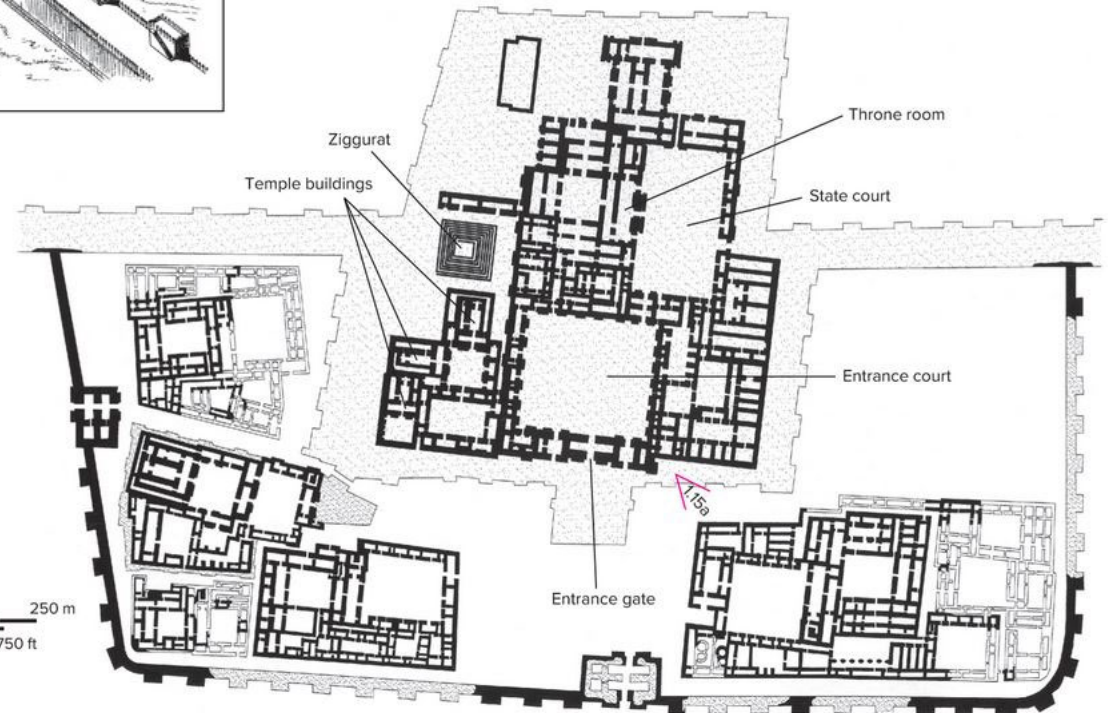 Throne room
Ziggurat
Temple buildings
State court
Entrance court
1.15a
Entrance gate
250 m
750 ft